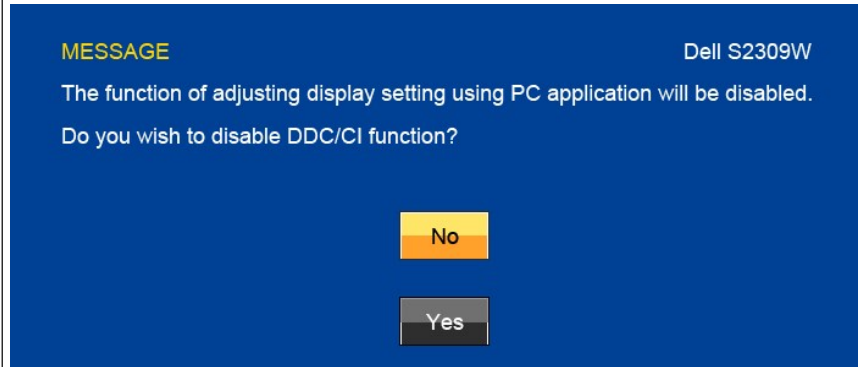 MESSAGE Dell S2309W
The function of adjusting display setting using PC application will be disabled.
Do you wish to disable DDC/CI function?
No
Yes